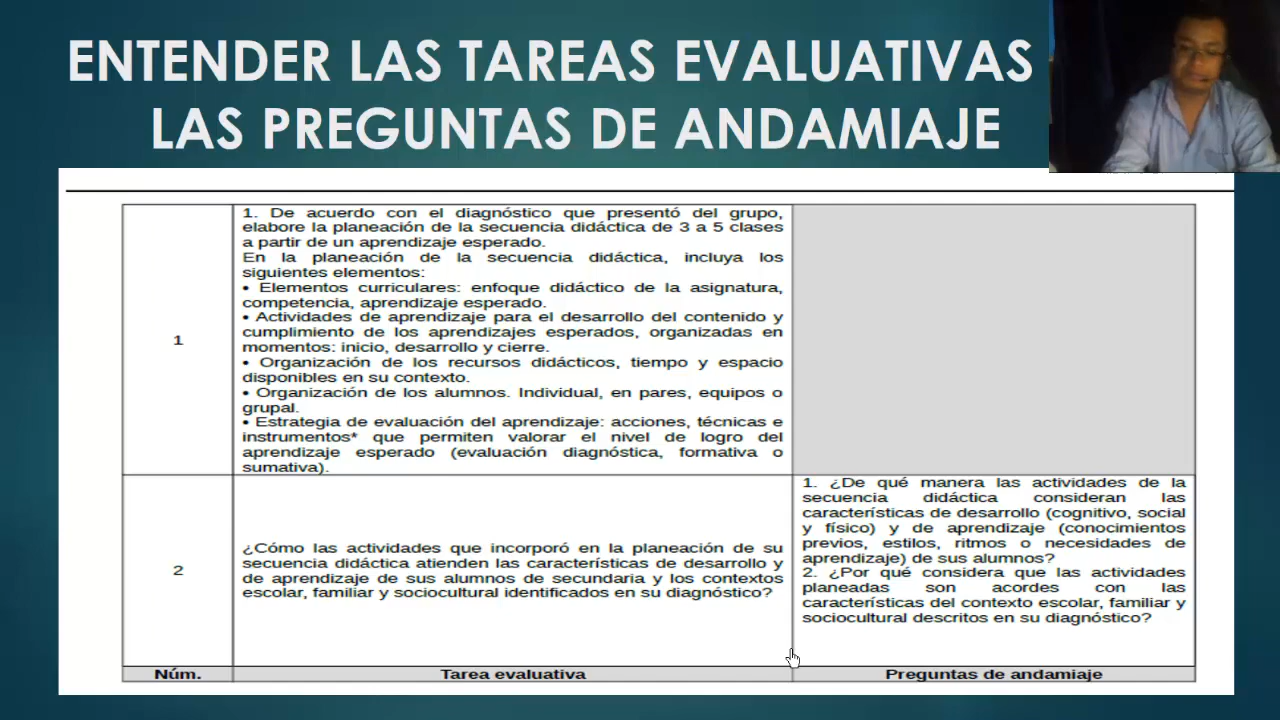 ENTENDER LAS TAREAS EVALUATIVAS
LAS PREGUNTAS DE ANDAMIAJE
1
1. De acuerdo con el diagnóstico que presentó del grupo,
elabore la planeación de la secuencia didáctica de 3 a 5 clases
a partir de un aprendizaje esperado.
En la planeación de la secuencia didáctica, incluya los
siguientes elementos:
• Elementos curriculares: enfoque didáctico de la asignatura,
competencia, aprendizaje esperado.
• Actividades de aprendizaje para el desarrollo del contenido y
cumplimiento de los aprendizajes esperados, organizadas en
momentos: inicio, desarrollo y cierre.
• Organización de los recursos didácticos, tiempo y espacio
disponibles en su contexto.
• Organización de los alumnos. Individual, en pares, equipos o
grupal.
• Estrategia de evaluación del aprendizaje: acciones, técnicas e
instrumentos* que permiten valorar el nivel de logro del
aprendizaje esperado (evaluación diagnóstica, formativa o
sumativa).
2
¿Cómo las actividades que incorporó en la planeación de su
secuencia didáctica atienden las características de desarrollo y
de aprendizaje de sus alumnos de secundaria y los contextos
escolar, familiar y sociocultural identificados en su diagnóstico?
1. ¿De qué manera las actividades de la
secuencia didáctica consideran las
características de desarrollo (cognitivo, social
y físico) y de aprendizaje (conocimientos
previos, estilos, ritmos o necesidades de
aprendizaje) de sus alumnos?
2. ¿Por qué considera que las actividades
planeadas son acordes con las
características del contexto escolar, familiar y
sociocultural descritos en su diagnóstico?
Núm. Tarea evaluativa Preguntas de andamiaje